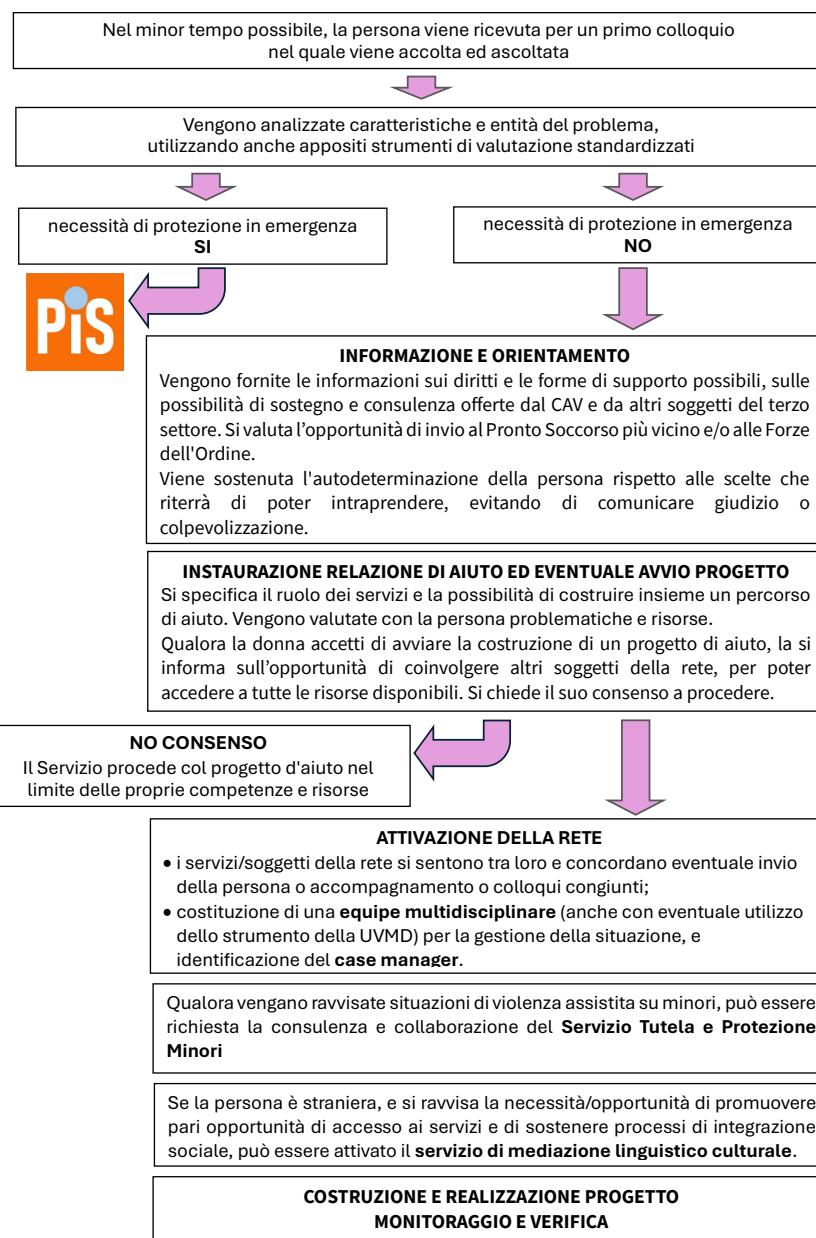 Nel minor tempo possibile, la persona viene ricevuta per un primo colloquio
nel quale viene accolta ed ascoltata
Vengono analizzate caratteristiche e entità del problema,
utilizzando anche appositi strumenti di valutazione standardizzati
necessità di protezione in emergenza
SI
necessità di protezione in emergenza
NO
PiS
INFORMAZIONE E ORIENTAMENTO
Vengono fornite le informazioni sui diritti e le forme di supporto possibili, sulle
possibilità di sostegno e consulenza offerte dal CAV e da altri soggetti del terzo
settore. Si valuta l’opportunità di invio al Pronto Soccorso più vicino e/o alle Forze
dell'Ordine.
Viene sostenuta l'autodeterminazione della persona rispetto alle scelte che
riterrà di poter intraprendere, evitando di comunicare giudizio o
colpevolizzazione.
INSTAURAZIONE RELAZIONE DI AIUTO ED EVENTUALE AVVIO PROGETTO
Si specifica il ruolo dei servizi e la possibilità di costruire insieme un percorso
di aiuto. Vengono valutate con la persona problematiche e risorse.
Qualora la donna accetti di avviare la costruzione di un progetto di aiuto, la si
informa sull’opportunità di coinvolgere altri soggetti della rete, per poter
accedere a tutte le risorse disponibili. Si chiede il suo consenso a procedere.
NO CONSENSO
Il Servizio procede col progetto d'aiuto nel
limite delle proprie competenze e risorse
ATTIVAZIONE DELLA RETE
• i servizi/soggetti della rete si sentono tra loro e concordano eventuale invio
della persona o accompagnamento o colloqui congiunti;
• costituzione di una equipe multidisciplinare (anche con eventuale utilizzo
dello strumento della UVMD) per la gestione della situazione, e
identificazione del case manager.
Qualora vengano ravvisate situazioni di violenza assistita su minori, può essere
richiesta la consulenza e collaborazione del Servizio Tutela e Protezione
Minori
Se la persona è straniera, e si ravvisa la necessità/opportunità di promuovere
pari opportunità di accesso ai servizi e di sostenere processi di integrazione
sociale, può essere attivato il servizio di mediazione linguistico culturale.
COSTRUZIONE E REALIZZAZIONE PROGETTO
MONITORAGGIO E VERIFICA